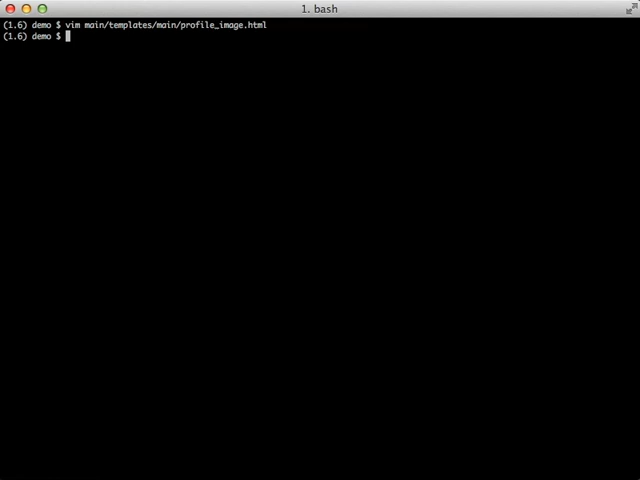 1. bash
(1.6) demo $ vim main/templates/main/profile_image.html
(1.6) demo $